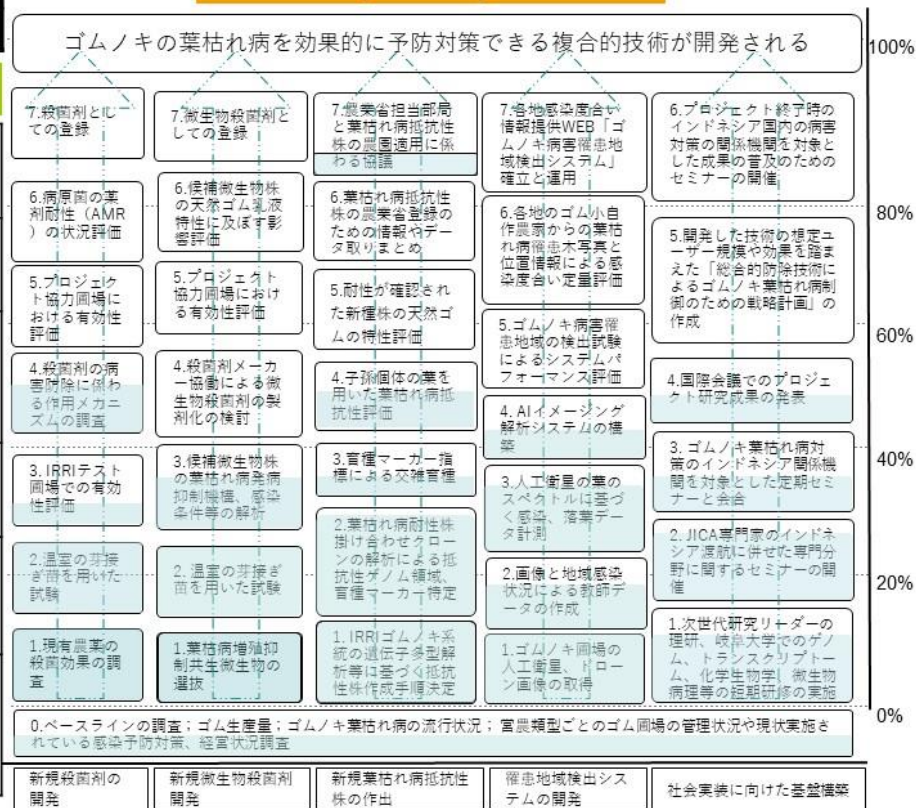 ゴムノキの葉枯れ病を効果的に予防対策できる複合的技術が開発される
100%
80%
60%
40%
20%
0%
7.殺菌剤とし
ての登録
6.病原菌の薬
剤耐性（AMR
）の状況評価
5.プロジェク
ト協力圃場に
おける有効性
評価
4.殺菌剤の病
害防除に係わ
る作用メカニ
ズムの調査
3.IRRIテスト
圃場での有効
性評価
2.温室の芽接
ぎ苗を用いた
試験
1.現有農薬の
殺菌効果の調
査
7.微生物殺菌剤と
しての登録
6.候補微生物株
の天然ゴム乳液
特性に及ぼす影
響評価
5.プロジェクト
協力圃場におけ
る有効性評価
4.殺菌剤メーカ
ー協働による微
生物殺菌剤の製
剤化の検討
3.候補微生物株
の葉枯れ病発病
抑制機構、感染
条件等の解析
2.温室の芽接ぎ
苗を用いた試験
1.葉枯病増殖抑
制共生微生物の
選抜
7.農業省担当部局
と葉枯れ病抵抗性
株の農園適用に係
わる協議
6.葉枯れ病抵抗性
株の農業省登録の
ための情報やデー
タ取りまとめ
5.耐性が確認され
た新種株の天然ゴ
ムの特性評価
4.子孫個体の葉を
用いた葉枯れ病抵
抗性評価
3.育種マーカー指
標による交雑育種
2.葉枯れ病耐性株
掛け合わせクロー
ンの解析による抵
抗性ゲノム領域、
育種マーカー特定
1.IRRIゴムノキ系
統の遺伝子多型解
析等に基づく抵抗
性株作成手順決定
7.各地感染度合い
情報提供WEB「ゴ
ムノキ病害罹患地
域検出システム」
確立と運用
6.各地のゴム小自
作農家からの葉枯
れ病罹患木写真と
位置情報による感
染度合い定量評価
5.ゴムノキ病害罹
患地域の検出試験
によるシステムパ
フォーマンス評価
4.AIイメージング
解析システムの構
築
3.人工衛星の葉の
スペクトルに基づ
く感染、落葉デー
タ計測
2.画像と地域感染
状況による教師デ
ータの作成
1.ゴムノキ圃場の
人工衛星、ドロー
ン画像の取得
6.プロジェクト終了時の
インドネシア国内の病害
対策の関係機関を対象と
した成果の普及のための
セミナーの開催
5.開発した技術の想定ユ
ーザー規模や効果を踏ま
えた「総合的防除技術に
よるゴムノキ葉枯れ病制
御のための戦略計画」の
作成
4.国際会議でのプロジェ
クト研究成果の発表
3.ゴムノキ葉枯れ病対
策のインドネシア関係機
関を対象とした定期セミ
ナーと会合
2.JICA専門家のインドネ
シア渡航に併せた専門分
野に関するセミナーの開
催
1.次世代研究リーダーの
理研、岐阜大学でのゲノ
ム、トランスクリプトー
ム、化学生物学、微生物
病理等の短期研修の実施
0.ベースラインの調査；ゴム生産量；ゴムノキ葉枯れ病の流行状況；営農類型ごとのゴム圃場の管理状況や現状実施さ
れている感染予防対策、経営状況調査
新規殺菌剤の
開発
新規微生物殺菌剤
開発
新規葉枯れ病抵抗性
株の作出
罹患地域検出シス
テムの開発
社会実装に向けた基盤構築